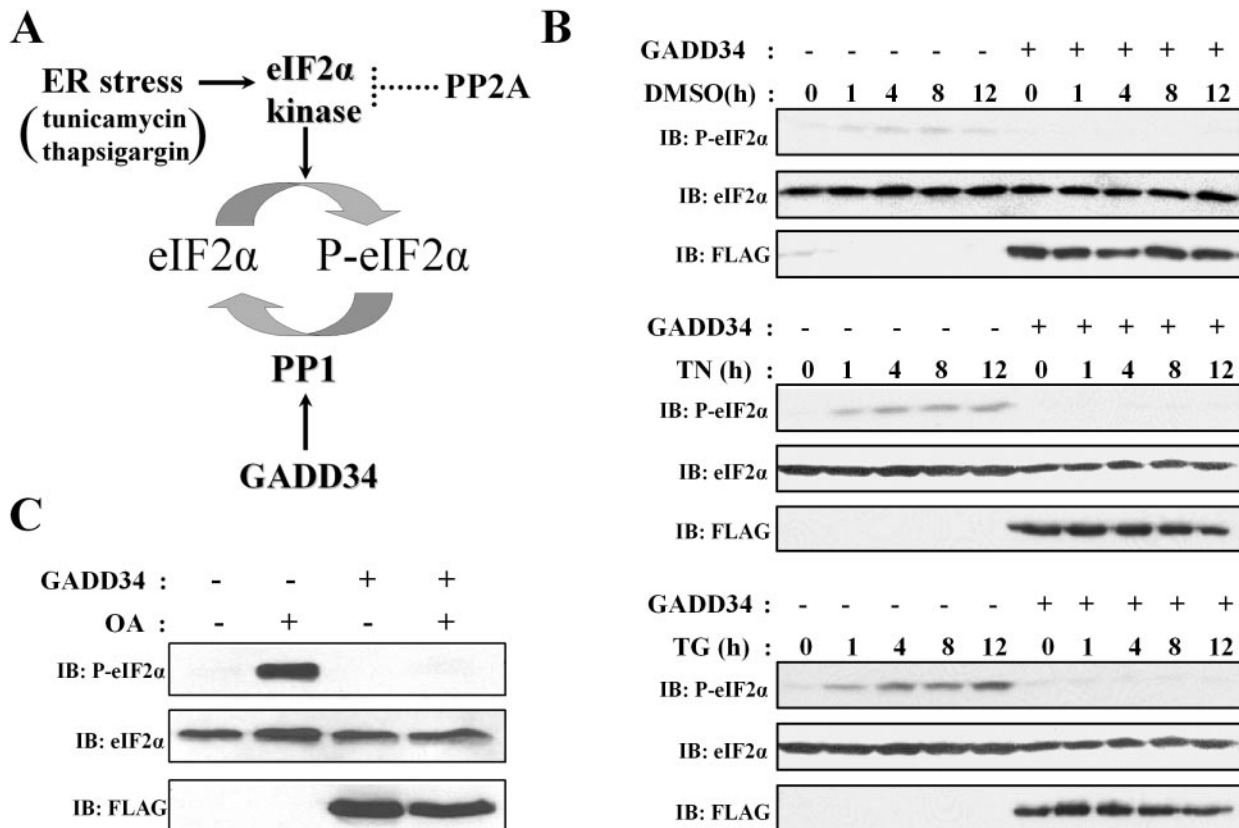 A
ER stress
(tunicamycin
thapsigargin)
eIF2α
kinase
PP2A
eIF2α P-eIF2α
PP1
GADD34
B
GADD34 : - - - - - + + + + +
DMSO(h) : 0 1 4 8 12 0 1 4 8 12
IB: P-eIF2α
IB: eIF2α
IB: FLAG
GADD34 : - - - - - + + + + +
TN (h) : 0 1 4 8 12 0 1 4 8 12
IB: P-eIF2α
IB: eIF2α
IB: FLAG
GADD34 : - - - - - + + + + +
TG (h) : 0 1 4 8 12 0 1 4 8 12
IB: P-eIF2α
IB: eIF2α
IB: FLAG
C
GADD34 : - - + +
OA : - + - +
IB: P-eIF2α
IB: eIF2α
IB: FLAG